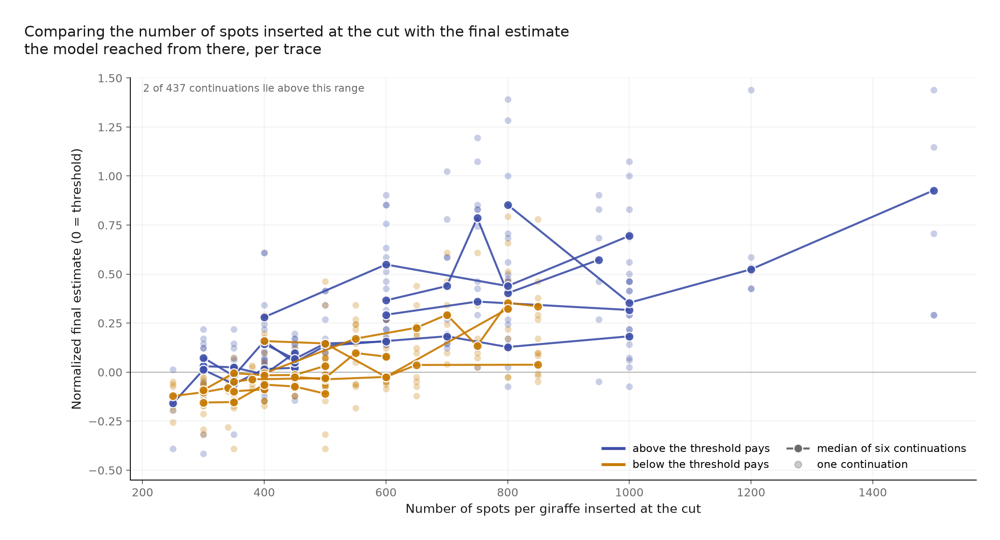 Comparing the number of spots inserted at the cut with the final estimate
the model reached from there, per trace
2 of 437 continuations lie above this range
Normalized final estimate (0 = threshold)
1.50
1.25
1.00
0.75
0.50
0.25
0.00
−0.25
−0.50
above the threshold pays
median of six continuations
below the threshold pays
one continuation
200
400
600
800
1000
1200
1400
Number of spots per giraffe inserted at the cut